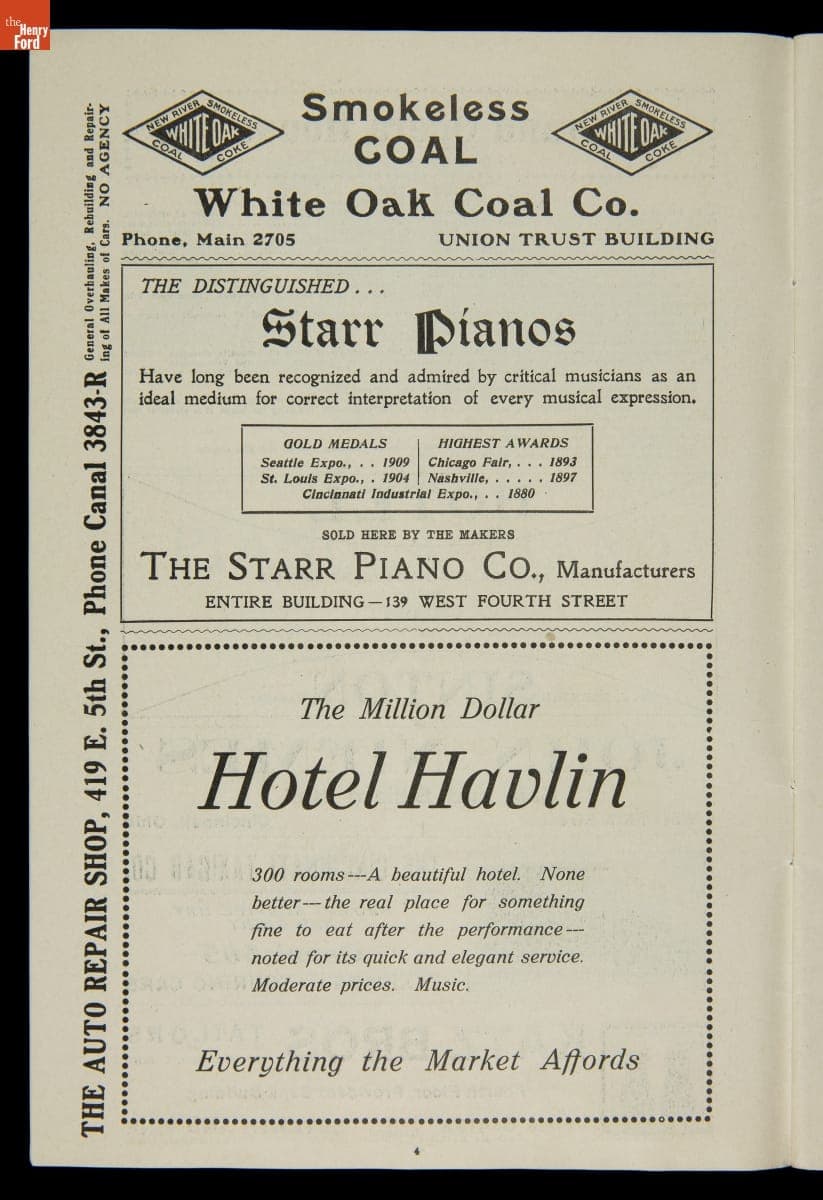 the
Henry
Ford
NEW RIVER SMOKELESS
WHITE OAK
COAL COKE
Smokeless
COAL
NEW RIVER SMOKELESS
WHITE OAK
COAL COKE
White Oak Coal Co.
Phone, Main 2705 UNION TRUST BUILDING
THE DISTINGUISHED . . .
Starr Pianos
Have long been recognized and admired by critical musicians as an
ideal medium for correct interpretation of every musical expression.
GOLD MEDALS HIGHEST AWARDS
Seattle Expo., . . 1909 Chicago Fair, . . . 1893
St. Louis Expo., . 1904 Nashville, . . . . . 1897
Cincinnati Industrial Expo., . . 1880
SOLD HERE BY THE MAKERS
THE STARR PIANO CO., Manufacturers
ENTIRE BUILDING—139 WEST FOURTH STREET
The Million Dollar
Hotel Havlin
300 rooms---A beautiful hotel. None
better---the real place for something
fine to eat after the performance---
noted for its quick and elegant service.
Moderate prices. Music.
Everything the Market Affords
THE AUTO REPAIR SHOP, 419 E. 5th St., Phone Canal 3843-R
General Overhauling, Rebuilding and Repair-
ing of All Makes of Cars. NO AGENCY
4